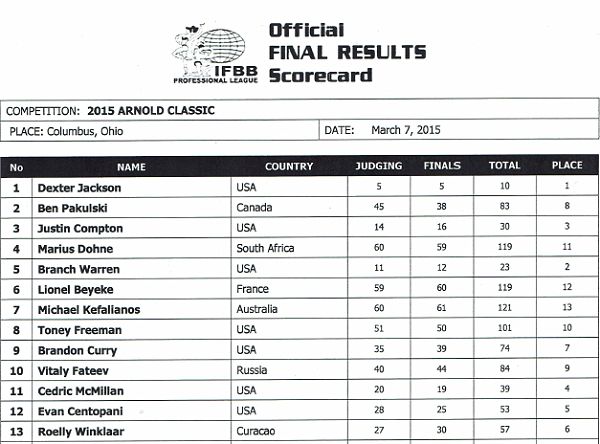 Official
FINAL RESULTS
Scorecard
IFBB
PROFESSIONAL LEAGUE
COMPETITION: 2015 ARNOLD CLASSIC
PLACE: Columbus, Ohio DATE: March 7, 2015
No NAME COUNTRY JUDGING FINALS TOTAL PLACE
1 Dexter Jackson USA 5 5 10 1
2 Ben Pakulski Canada 45 38 83 8
3 Justin Compton USA 14 16 30 3
4 Marius Dohne South Africa 60 59 119 11
5 Branch Warren USA 11 12 23 2
6 Lionel Beyeke France 59 60 119 12
7 Michael Kefalianos Australia 60 61 121 13
8 Toney Freeman USA 51 50 101 10
9 Brandon Curry USA 35 39 74 7
10 Vitaly Fateev Russia 40 44 84 9
11 Cedric McMillan USA 20 19 39 4
12 Evan Centopani USA 28 25 53 5
13 Roelly Winklaar Curacao 27 30 57 6